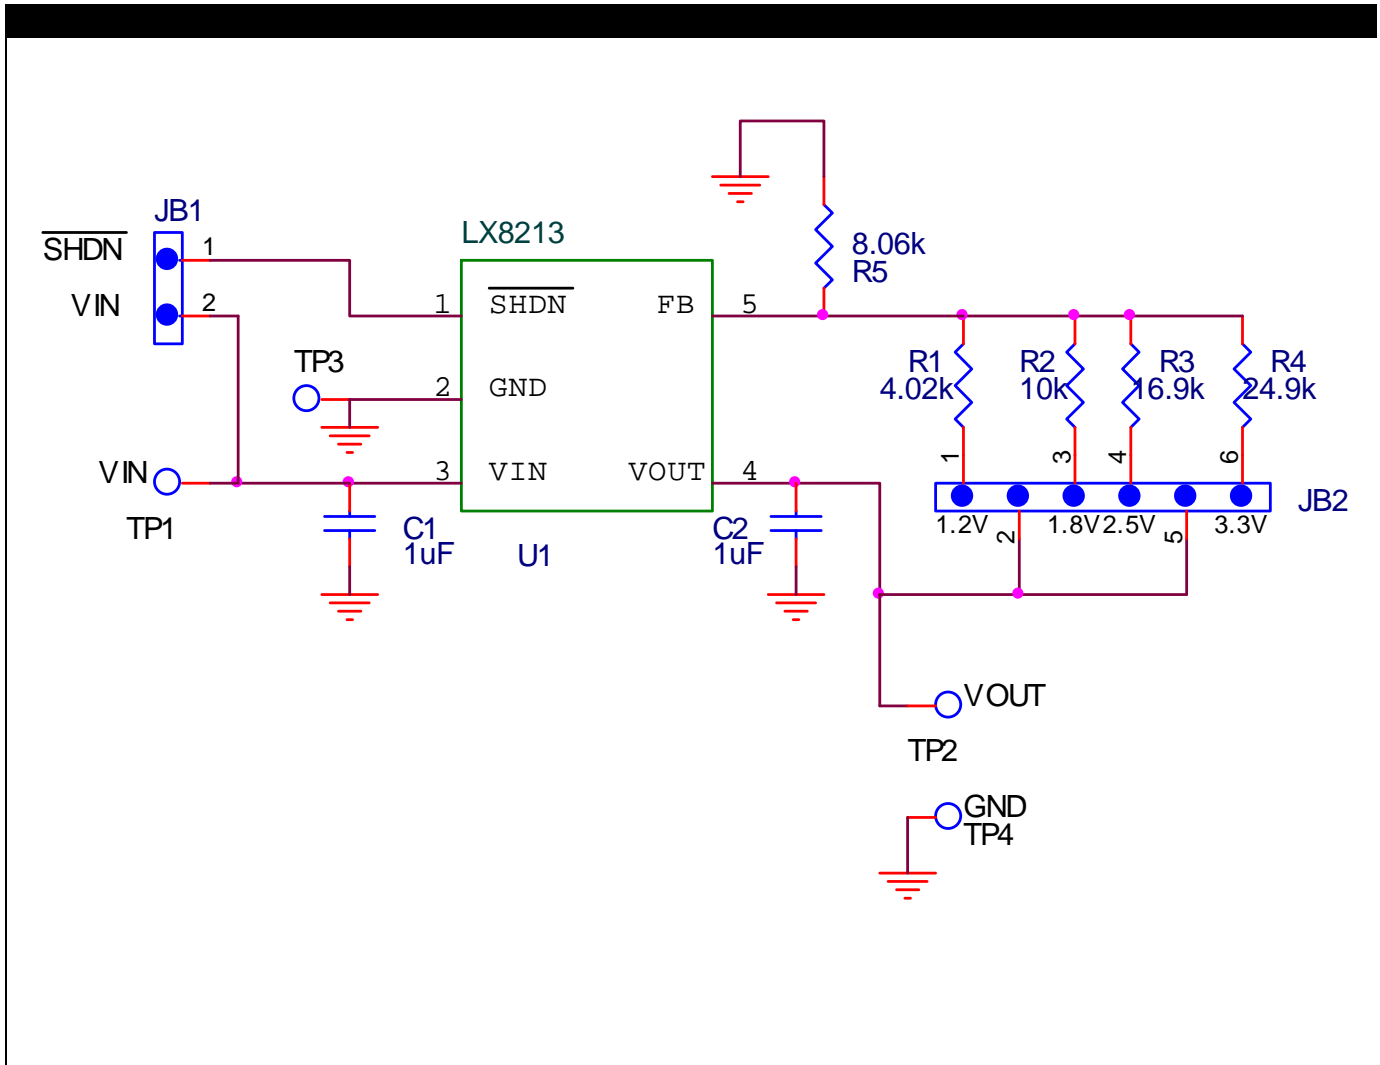 JB1
SHDN
1
VIN
2
LX8213
8.06k
R5
1
SHDN
FB
5
TP3
2
GND
R1
4.02k
R2
10k
R3
16.9k
R4
24.9k
VIN
TP1
3
VIN
VOUT
4
1
3
4
6
C1
1uF
U1
C2
1uF
1.2V
2
1.8V
2.5V
5
3.3V
JB2
VOUT
TP2
GND
TP4